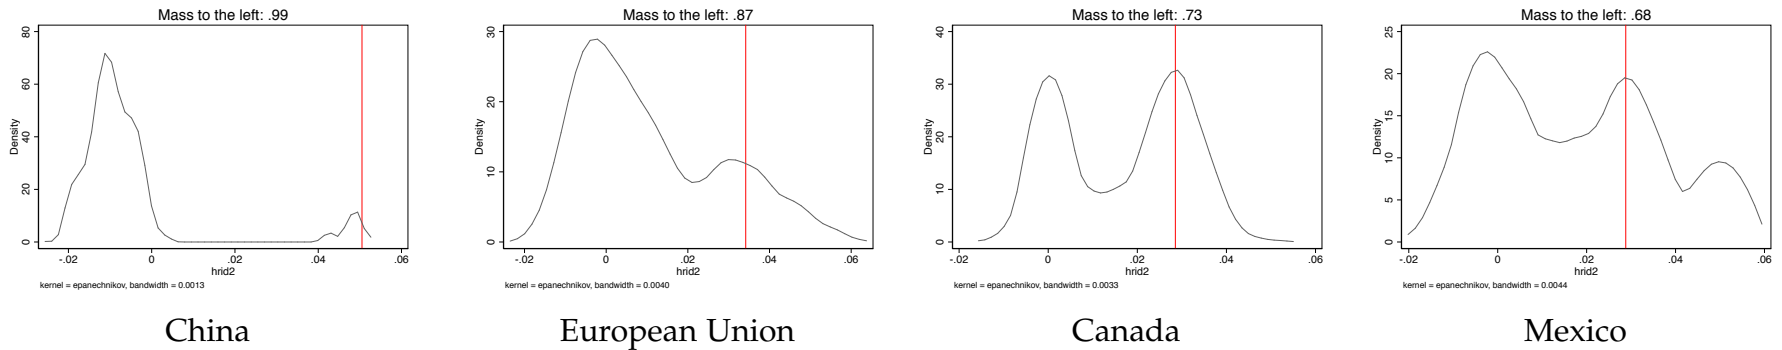 Mass to the left: .99
80
60
40
20
0
Density
-.02 0 .02 .04 .06
hrid2
kernel = epanechnikov, bandwidth = 0.0013
China
Mass to the left: .87
30
20
10
0
Density
-.02 0 .02 .04 .06
hrid2
kernel = epanechnikov, bandwidth = 0.0040
European Union
Mass to the left: .73
40
30
20
10
0
Density
-.02 0 .02 .04 .06
hrid2
kernel = epanechnikov, bandwidth = 0.0033
Canada
Mass to the left: .68
25
20
15
10
5
0
Density
-.02 0 .02 .04 .06
hrid2
kernel = epanechnikov, bandwidth = 0.0044
Mexico